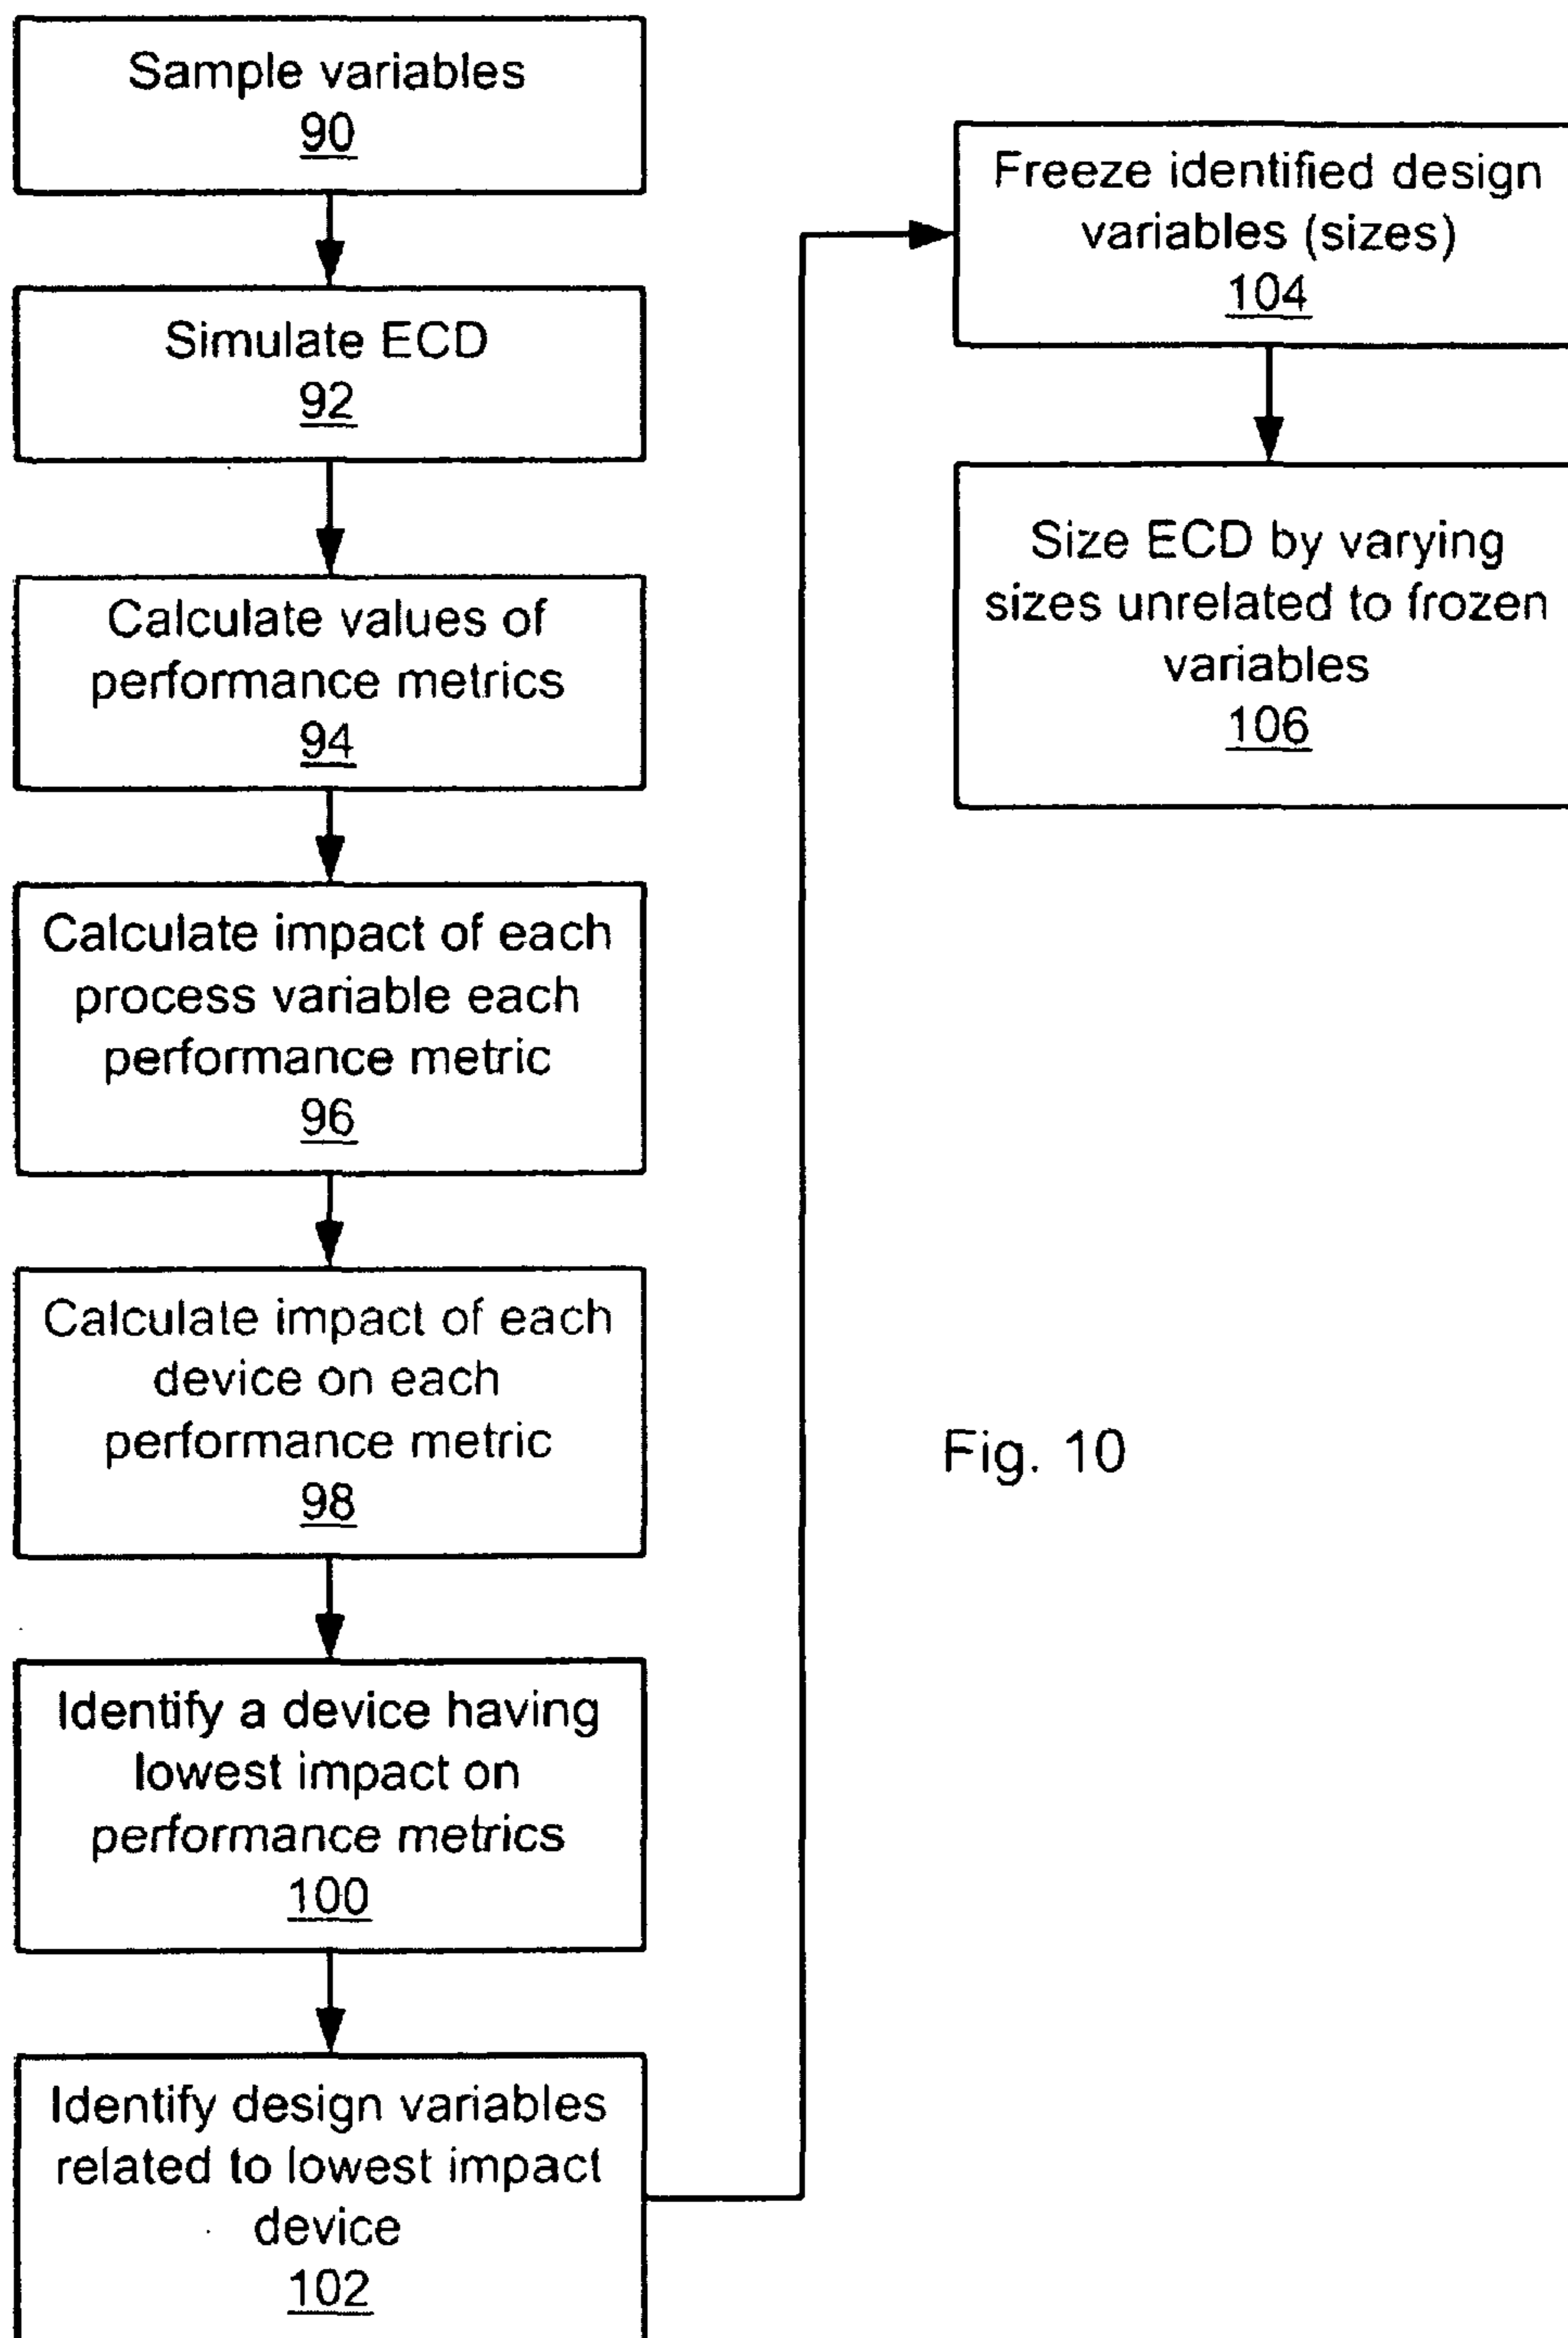 Sample variables
90
Simulate ECD
92
Calculate values of
performance metrics
94
Calculate impact of each
process variable each
performance metric
96
Calculate impact of each
device on each
performance metric
98
Identify a device having
lowest impact on
performance metrics
100
Identify design variables
related to lowest impact
device
102
Freeze identified design
variables (sizes)
104
Size ECD by varying
sizes unrelated to frozen
variables
106
Fig. 10